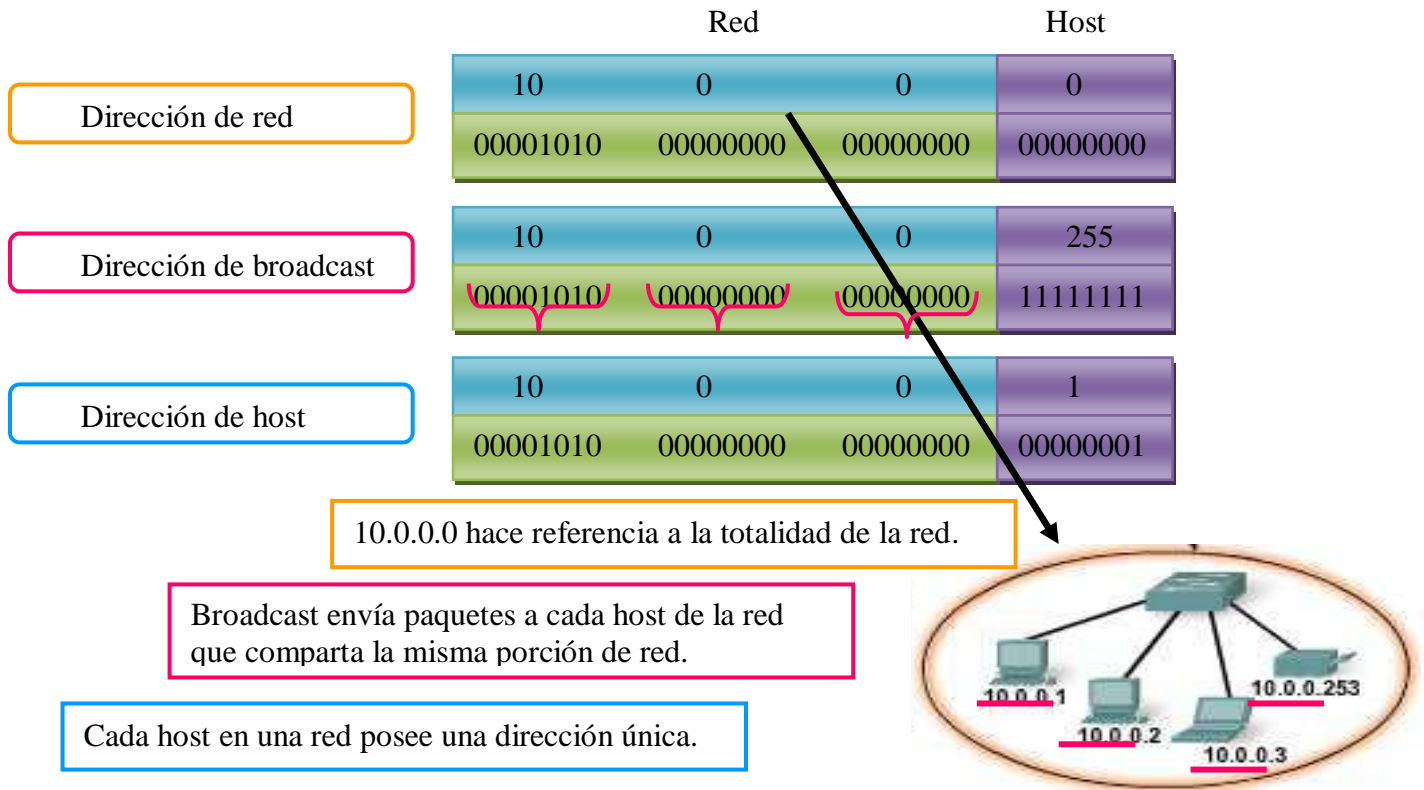 Red Host
Dirección de red
10 0 0 0
00001010 00000000 00000000 00000000
Dirección de broadcast
10 0 0 255
00001010 00000000 00000000 11111111
Dirección de host
10 0 0 1
00001010 00000000 00000000 00000001
10.0.0.0 hace referencia a la totalidad de la red.
Broadcast envía paquetes a cada host de la red
que comparta la misma porción de red.
Cada host en una red posee una dirección única.
10.0.0.1
10.0.0.2
10.0.0.3
10.0.0.253